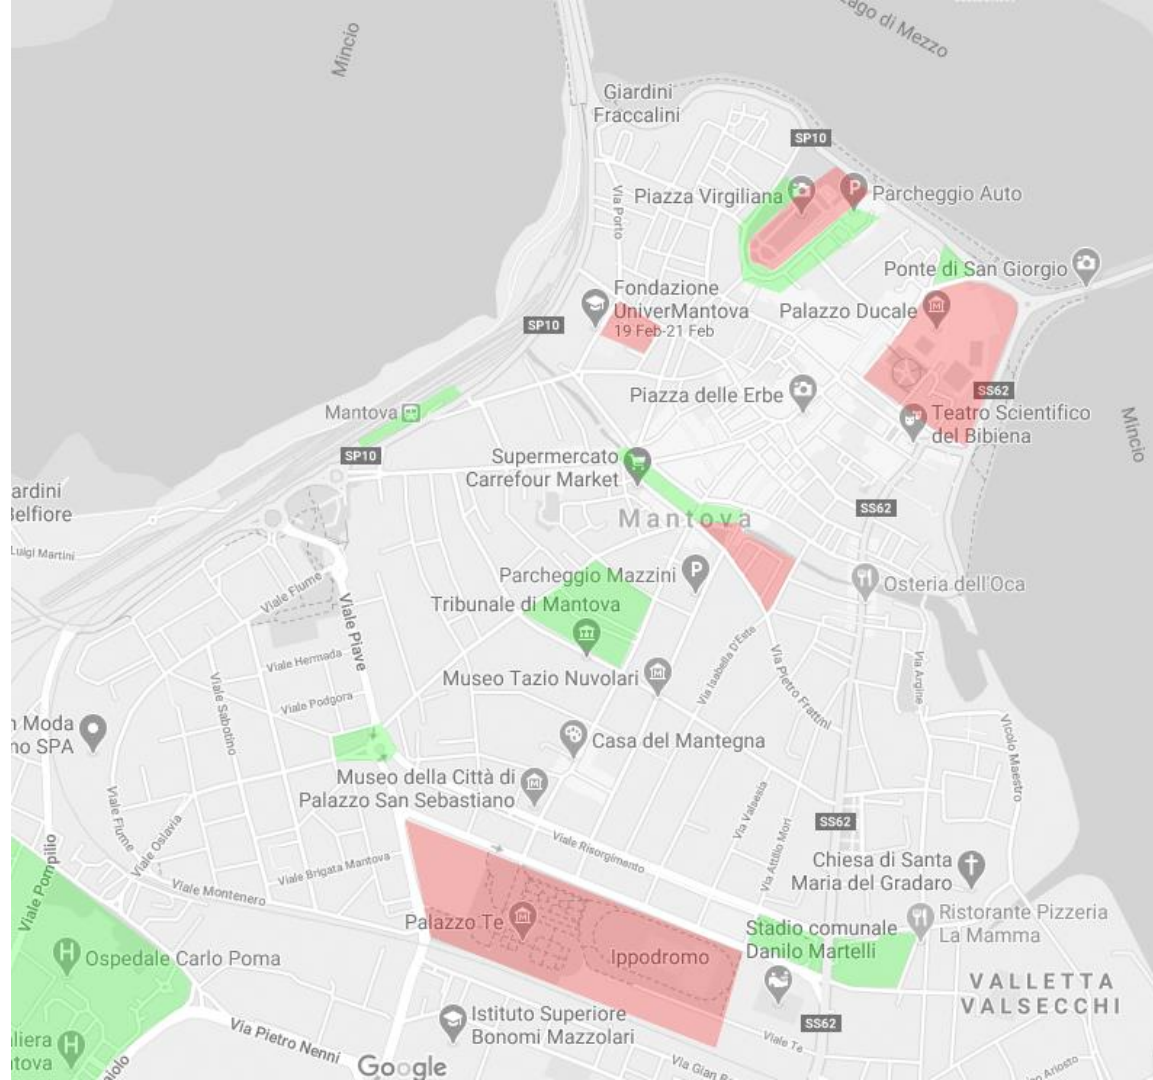 Lago di Mezzo
Mincio
Giardini
Fraccalini
SP10
Piazza Virgiliana
P
Parcheggio Auto
Via Porto
Ponte di San Giorgio
Fondazione
UniverMantova
19 Feb-21 Feb
Palazzo Ducale
SP10
Mantova
Piazza delle Erbe
SS62
Teatro Scientifico
del Bibiena
Mincio
SP10
Supermercato
Carrefour Market
ardini
Belfiore
SS62
Mantova
Luigi Martini
Parcheggio Mazzini
P
Osteria dell'Oca
Viale Fiume
Tribunale di Mantova
Viale Piave
Viale Hermada
Museo Tazio Nuvolari
Via Isabella D'Este
Via Pietro Frattini
Via Argine
Viale Sabotino
Viale Podgora
Moda
no SPA
Casa del Mantegna
Vicolo Maestro
Museo della Città di
Palazzo San Sebastiano
Via Valsesia
Viale Fiume
Viale Oslavia
SS62
Viale Risorgimento
Via Attilio Mori
Chiesa di Santa
Maria del Gradaro
Viale Pompilio
Viale Brigata Mantova
Viale Montenero
Palazzo Te
Stadio comunale
Danilo Martelli
Ristorante Pizzeria
La Mamma
H
Ospedale Carlo Poma
Ippodromo
VALLETTA
VALSECCHI
Istituto Superiore
Bonomi Mazzolari
SS62
Via Pietro Nenni
H
liera
tova
Viale Te
Google
Via Gian
Ariosto
aiolo